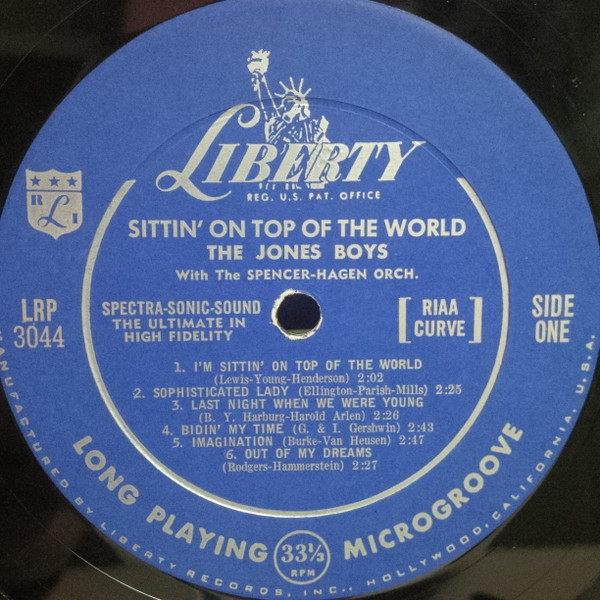 LIBERTY
REG. U.S. PAT. OFFICE
R L I
SITTIN' ON TOP OF THE WORLD
THE JONES BOYS
With The SPENCER-HAGEN ORCH.
LRP
3044
SPECTRA-SONIC-SOUND
THE ULTIMATE IN
HIGH FIDELITY
[RIAA
CURVE]
SIDE
ONE
1. I'M SITTIN' ON TOP OF THE WORLD
(Lewis-Young-Henderson) 2:02
2. SOPHISTICATED LADY (Ellington-Parish-Mills) 2:25
3. LAST NIGHT WHEN WE WERE YOUNG
(E. Y. Harburg-Harold Arlen) 2:26
4. BIDIN' MY TIME (G. & I. Gershwin) 2:43
5. IMAGINATION (Burke-Van Heusen) 2:47
6. OUT OF MY DREAMS
(Rodgers-Hammerstein) 2:27
LONG PLAYING 33⅓ RPM MICROGROOVE
MANUFACTURED BY LIBERTY RECORDS, INC., HOLLYWOOD, CALIFORNIA, U.S.A.